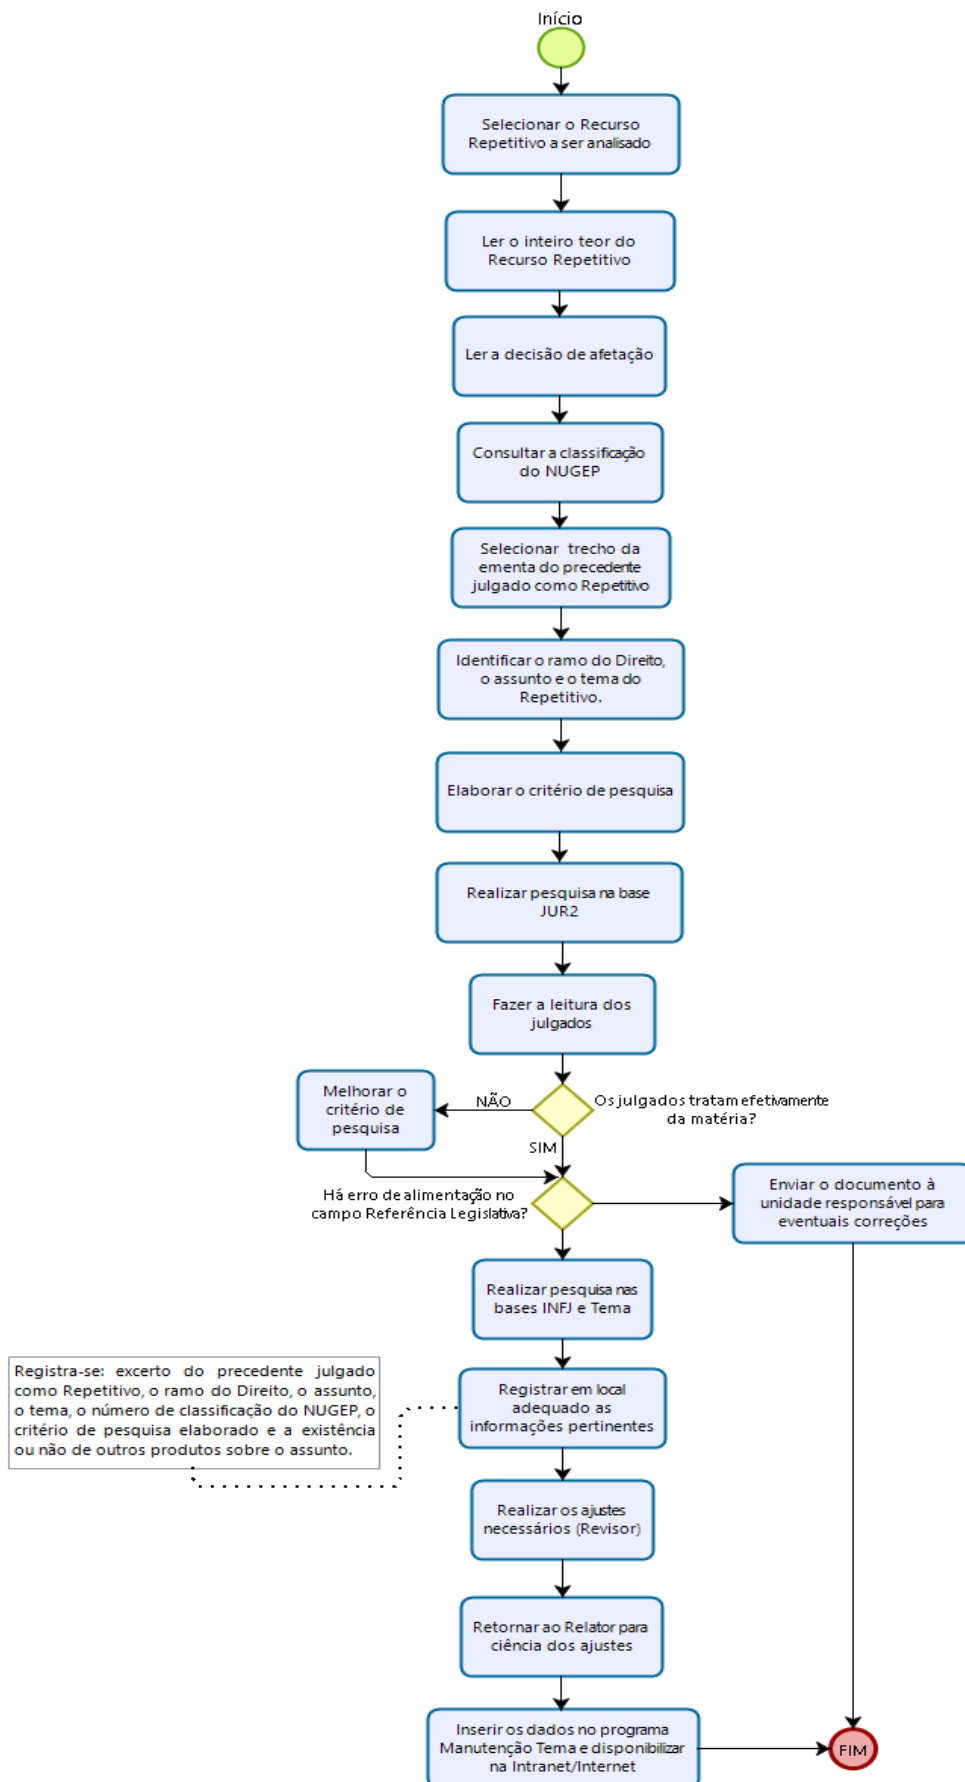 Início
Selecionar o Recurso
Repetitivo a ser analisado
Ler o inteiro teor do
Recurso Repetitivo
Ler a decisão de afetação
Consultar a classificação
do NUGEP
Selecionar trecho da
ementa do precedente
julgado como Repetitivo
Identificar o ramo do Direito,
o assunto e o tema do
Repetitivo.
Elaborar o critério de pesquisa
Realizar pesquisa na base
JUR2
Fazer a leitura dos
julgados
Melhorar o
critério de
pesquisa
NÃO
Os julgados tratam efetivamente
da matéria?
SIM
Há erro de alimentação no
campo Referência Legislativa?
Enviar o documento à
unidade responsável para
eventuais correções
Realizar pesquisa nas
bases INFJ e Tema
Registra-se: excerto do precedente julgado
como Repetitivo, o ramo do Direito, o assunto,
o tema, o número de classificação do NUGEP, o
critério de pesquisa elaborado e a existência
ou não de outros produtos sobre o assunto.
Registrar em local
adequado as
informações pertinentes
Realizar os ajustes
necessários (Revisor)
Retornar ao Relator para
ciência dos ajustes
Inserir os dados no programa
Manutenção Tema e disponibilizar
na Intranet/Internet
FIM